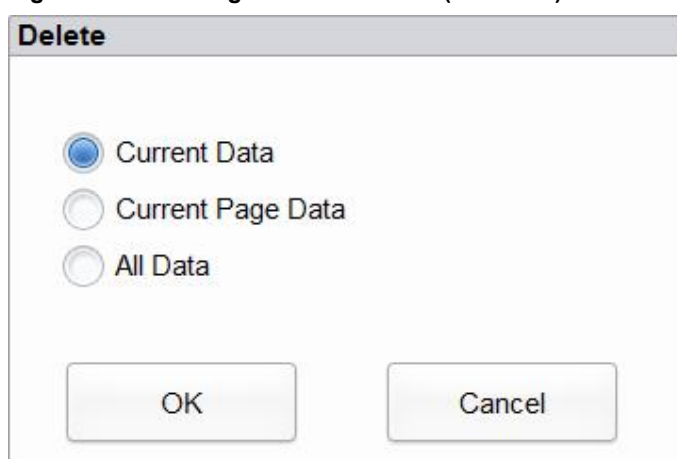 Delete
Current Data
Current Page Data
All Data
OK
Cancel